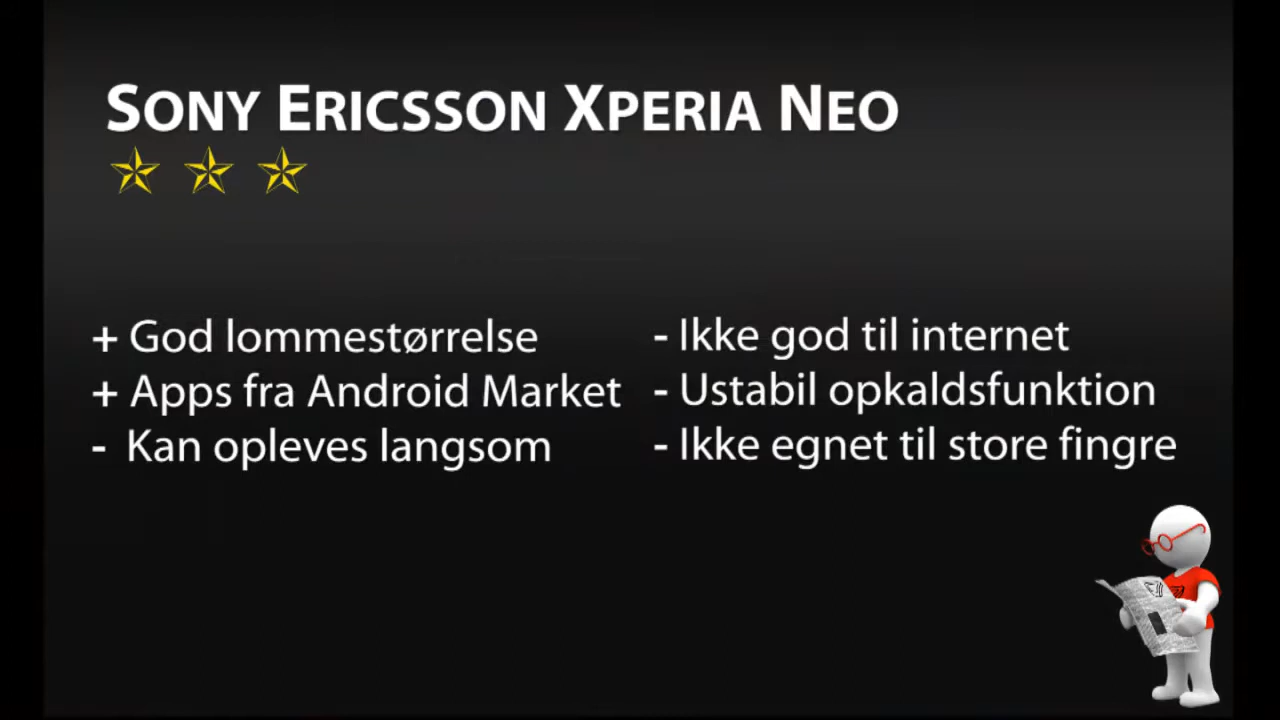 SONY ERICSSON XPERIA NEO
+ God lommestørrelse
+ Apps fra Android Market
- Kan opleves langsom
- Ikke god til internet
- Ustabil opkaldsfunktion
- Ikke egnet til store fingre